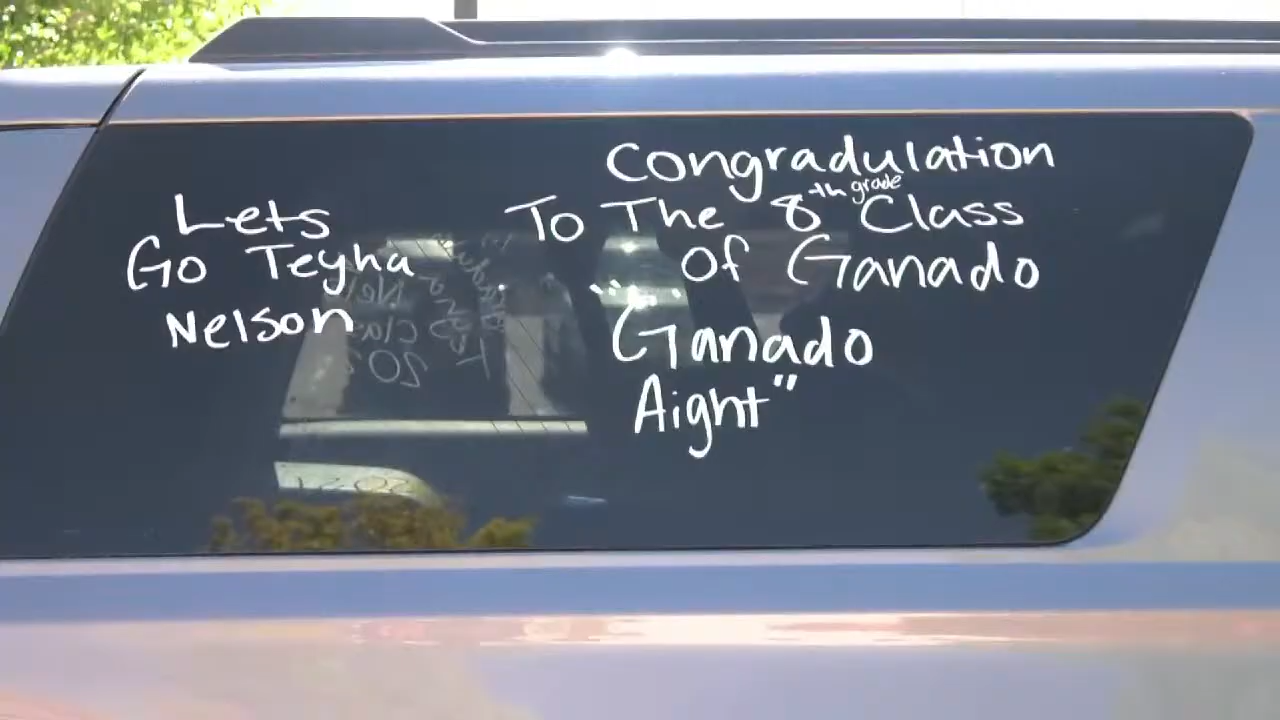 Lets
Go Teyha
Nelson
Congradulation
To The 8th grade Class
Of Ganado
"Ganado
Aight"